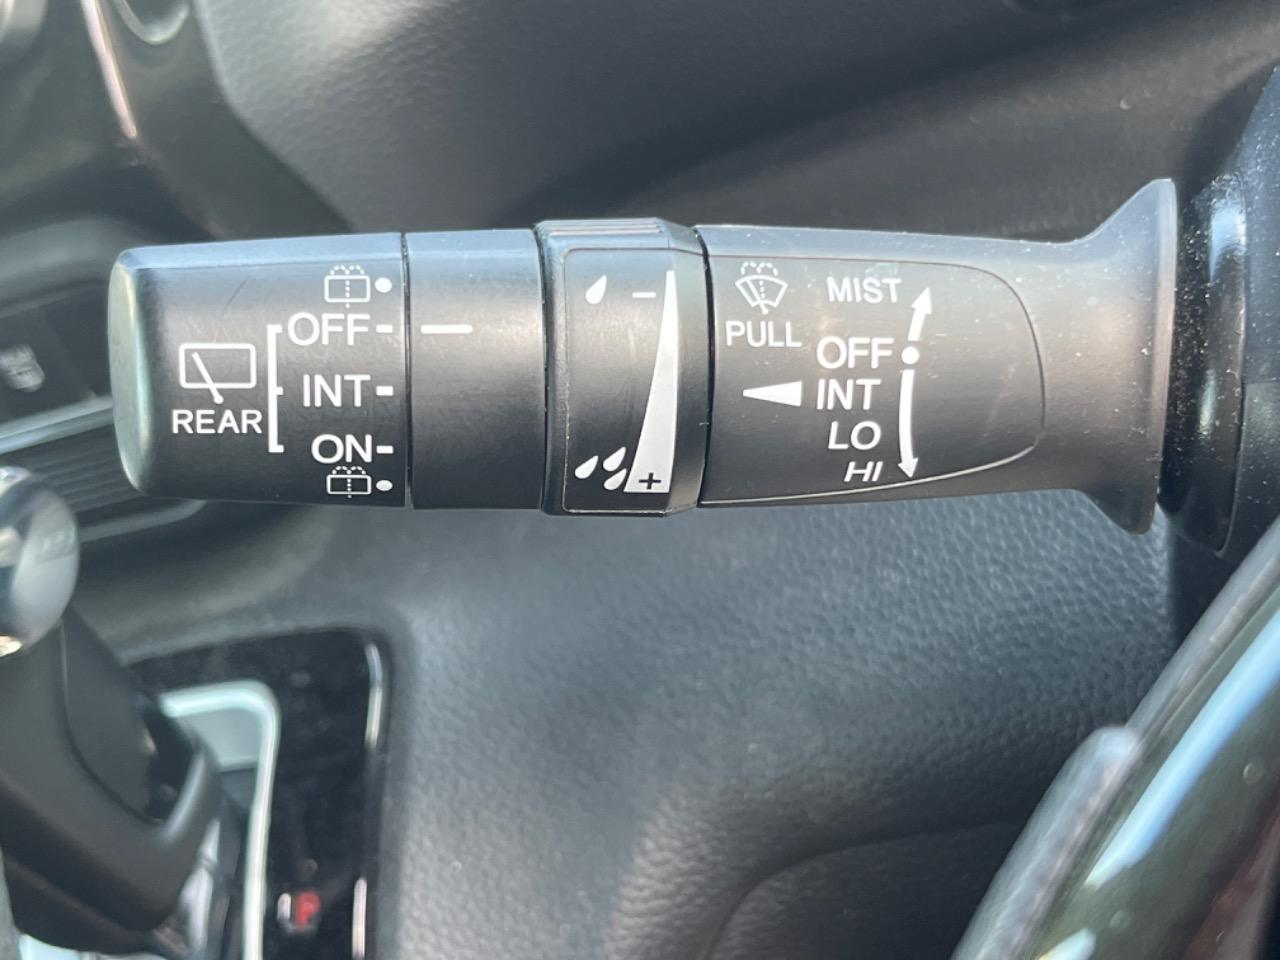 OFF
INT
ON
REAR
-
+
PULL
MIST
OFF
INT
LO
HI
P